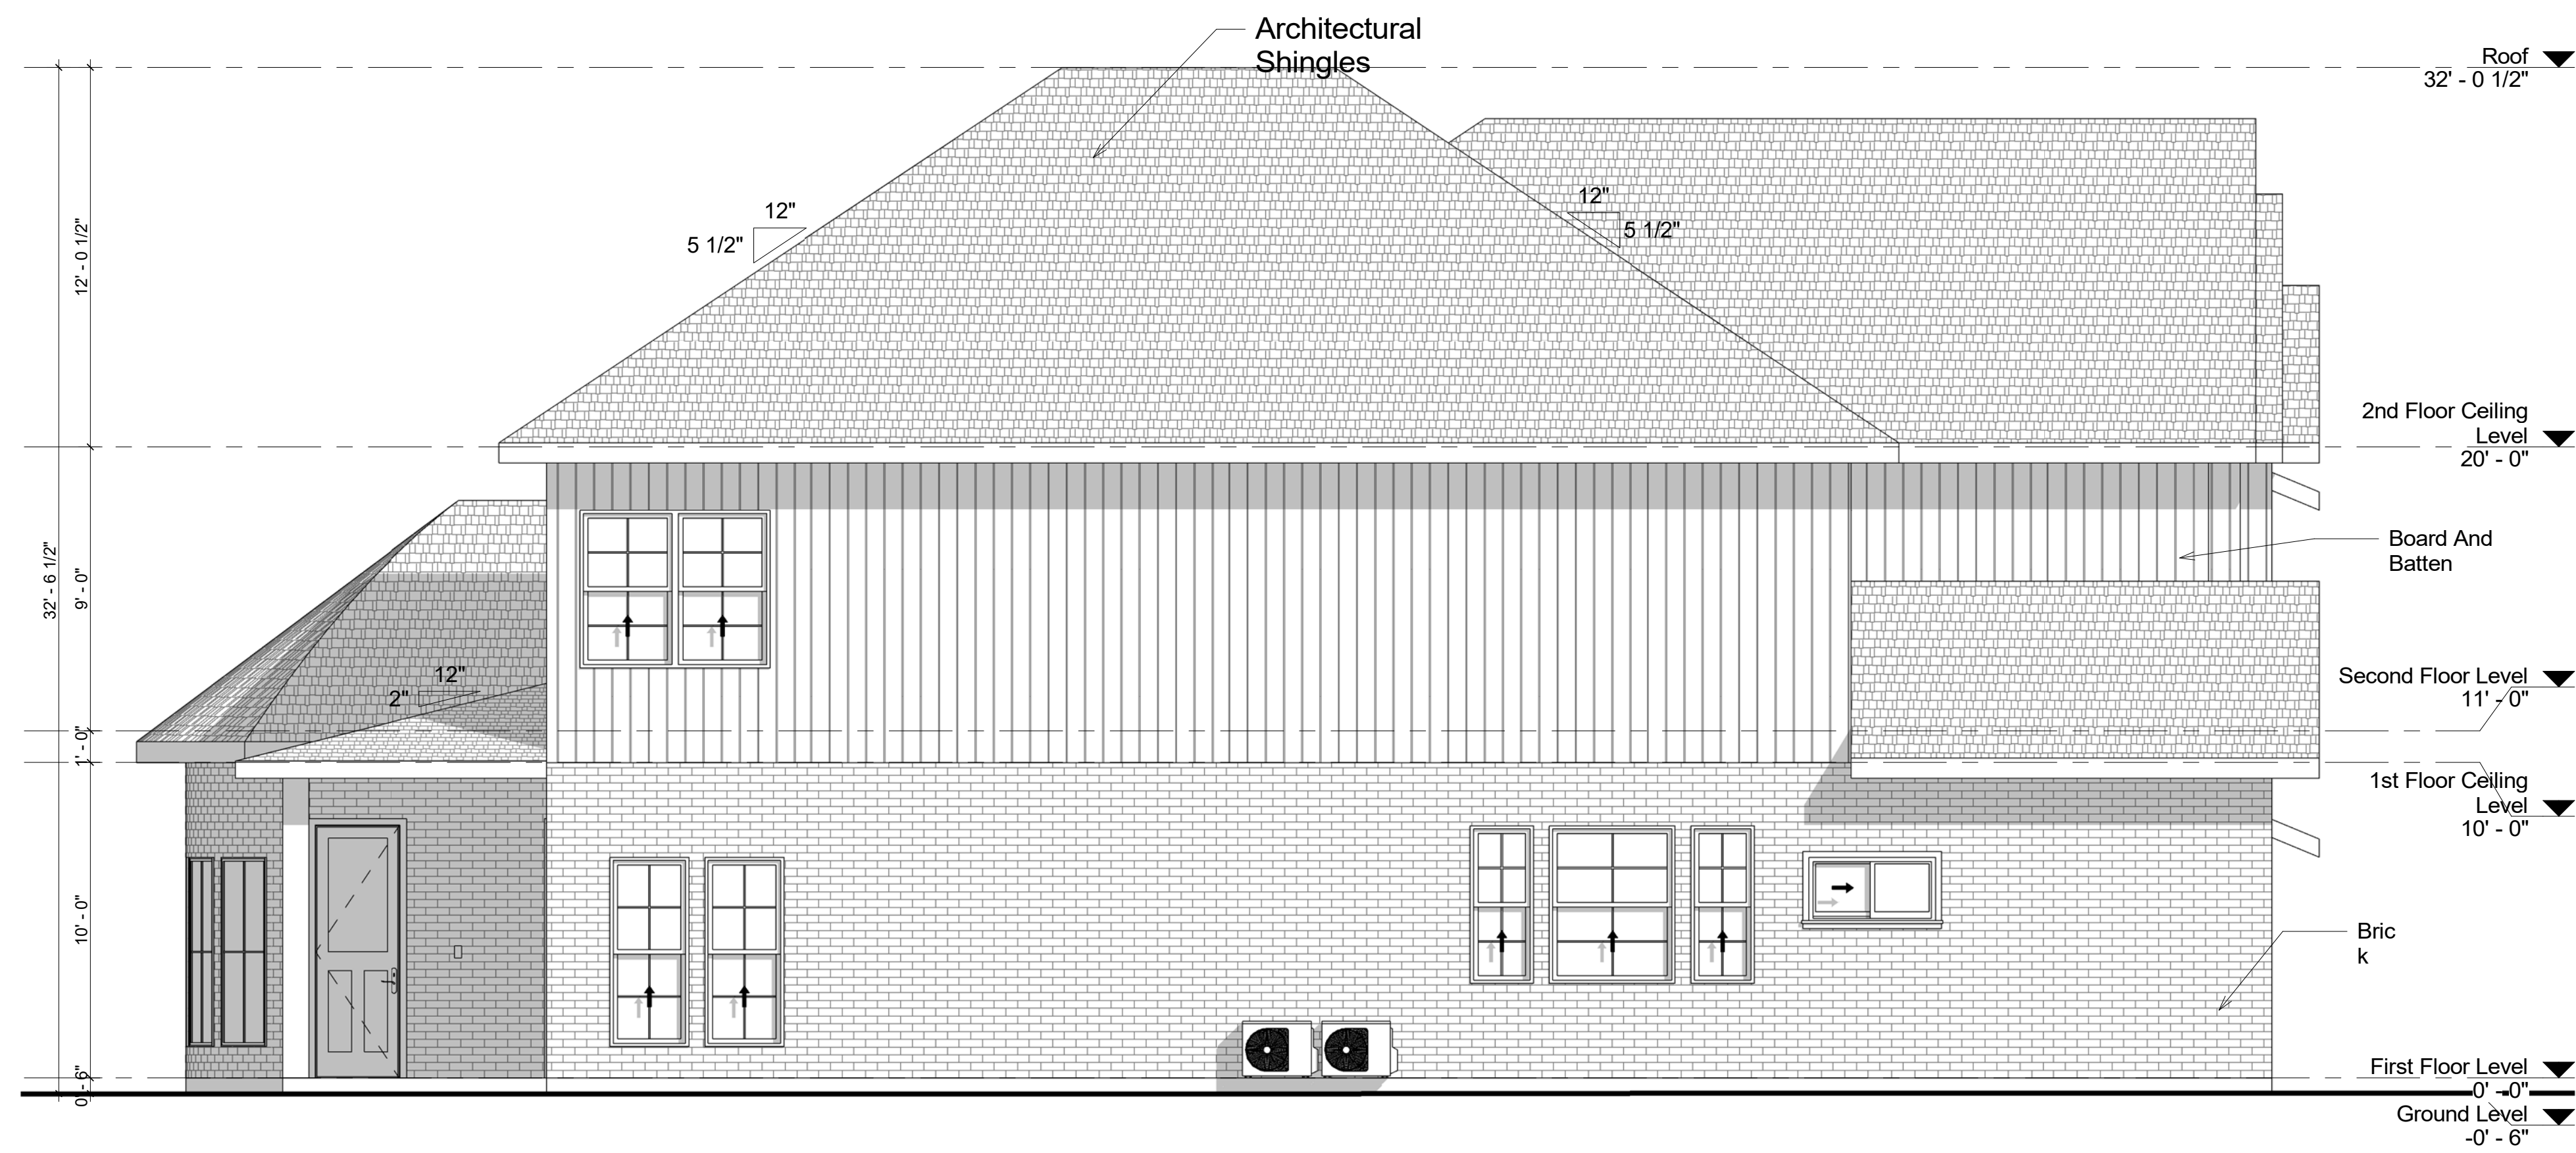 Architectural
Shingles
Roof
32' - 0 1/2"
12"
5 1/2"
12"
5 1/2"
12' - 0 1/2"
2nd Floor Ceiling
Level
20' - 0"
Board And
Batten
32' - 6 1/2"
9' - 0"
12"
2"
Second Floor Level
11' - 0"
1' - 0"
1st Floor Ceiling
Level
10' - 0"
10' - 0"
Bric
k
First Floor Level
0' - 0"
0' - 6"
Ground Level
-0' - 6"